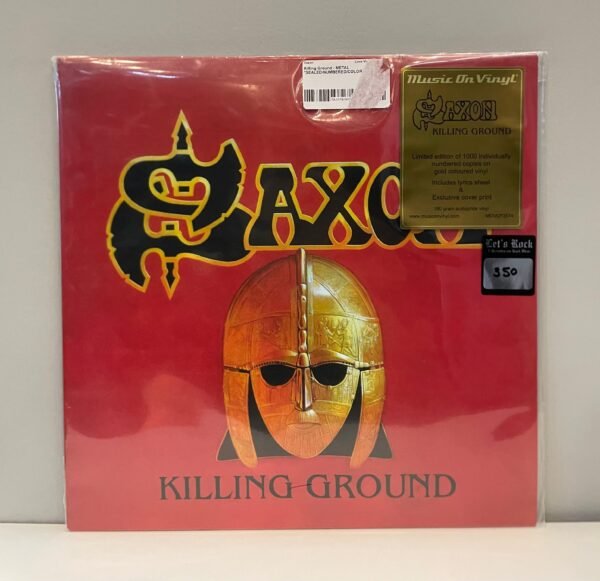 Killing Ground - METAL
*SEALED/NUMBERED/COLOR
Music On Vinyl
SAXON
KILLING GROUND
Limited edition of 1000 individually
numbered copies on
gold coloured vinyl
Includes lyrics sheet
&
Exclusive cover print
180 gram audiophile vinyl
www.musiconvinyl.com
SAXON
Let's Rock
350
KILLING GROUND